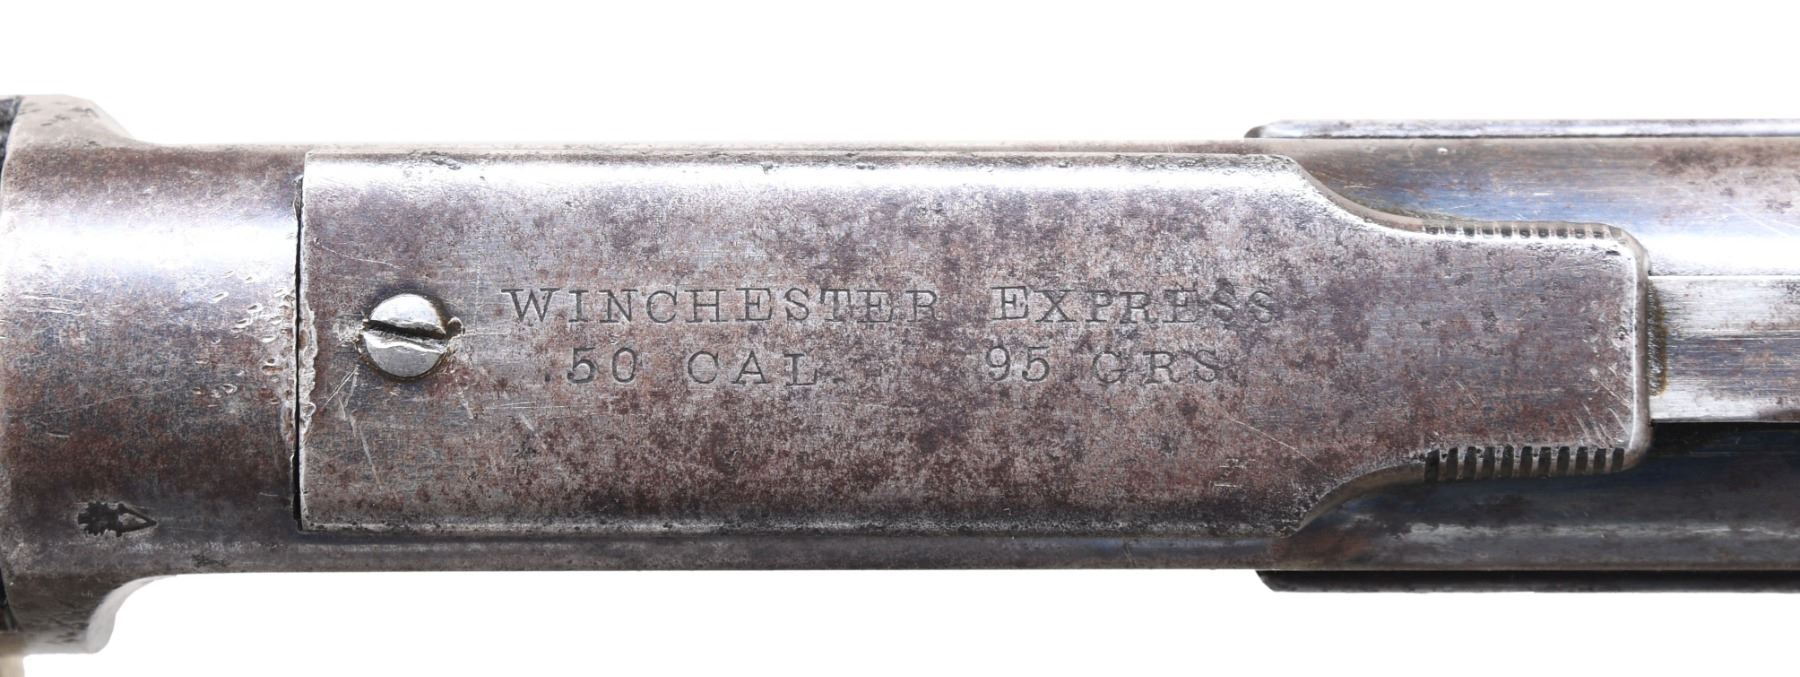 WINCHESTER EXPRESS
.50 CAL. 95 GRS.